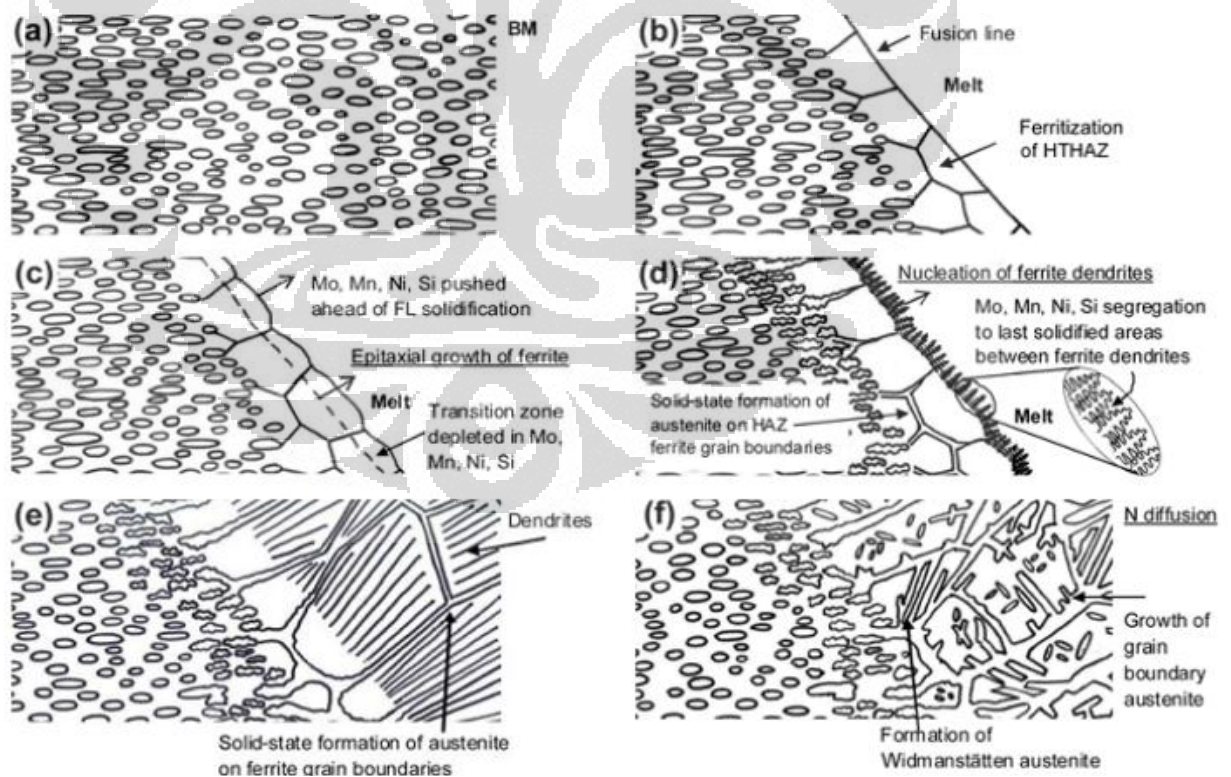 (a)
BM
(b)
Fusion line
Melt
Ferritization
of HTHAZ
(c)
Mo, Mn, Ni, Si pushed
ahead of FL solidification
Epitaxial growth of ferrite
Melt
Transition zone
depleted in Mo,
Mn, Ni, Si
(d)
Nucleation of ferrite dendrites
Mo, Mn, Ni, Si segregation
to last solidified areas
between ferrite dendrites
Solid-state formation of
austenite on HAZ
ferrite grain boundaries
Melt
(e)
Dendrites
Solid-state formation of austenite
on ferrite grain boundaries
(f)
N diffusion
Growth of
grain
boundary
austenite
Formation of
Widmanstätten austenite